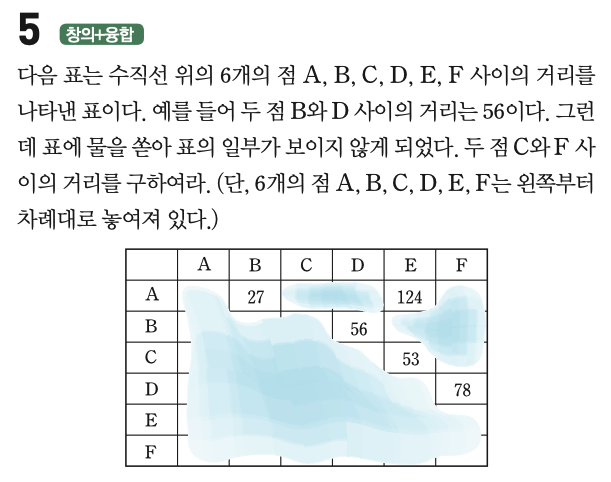 5 창의+융합
다음 표는 수직선 위의 6개의 점 A, B, C, D, E, F 사이의 거리를
나타낸 표이다. 예를 들어 두 점 B와 D 사이의 거리는 56이다. 그런
데 표에 물을 쏟아 표의 일부가 보이지 않게 되었다. 두 점 C와 F 사
이의 거리를 구하여라. (단, 6개의 점 A, B, C, D, E, F는 왼쪽부터
차례대로 놓여져 있다.)
A B C D E F
A 27 124
B 56
C 53
D 78
E
F